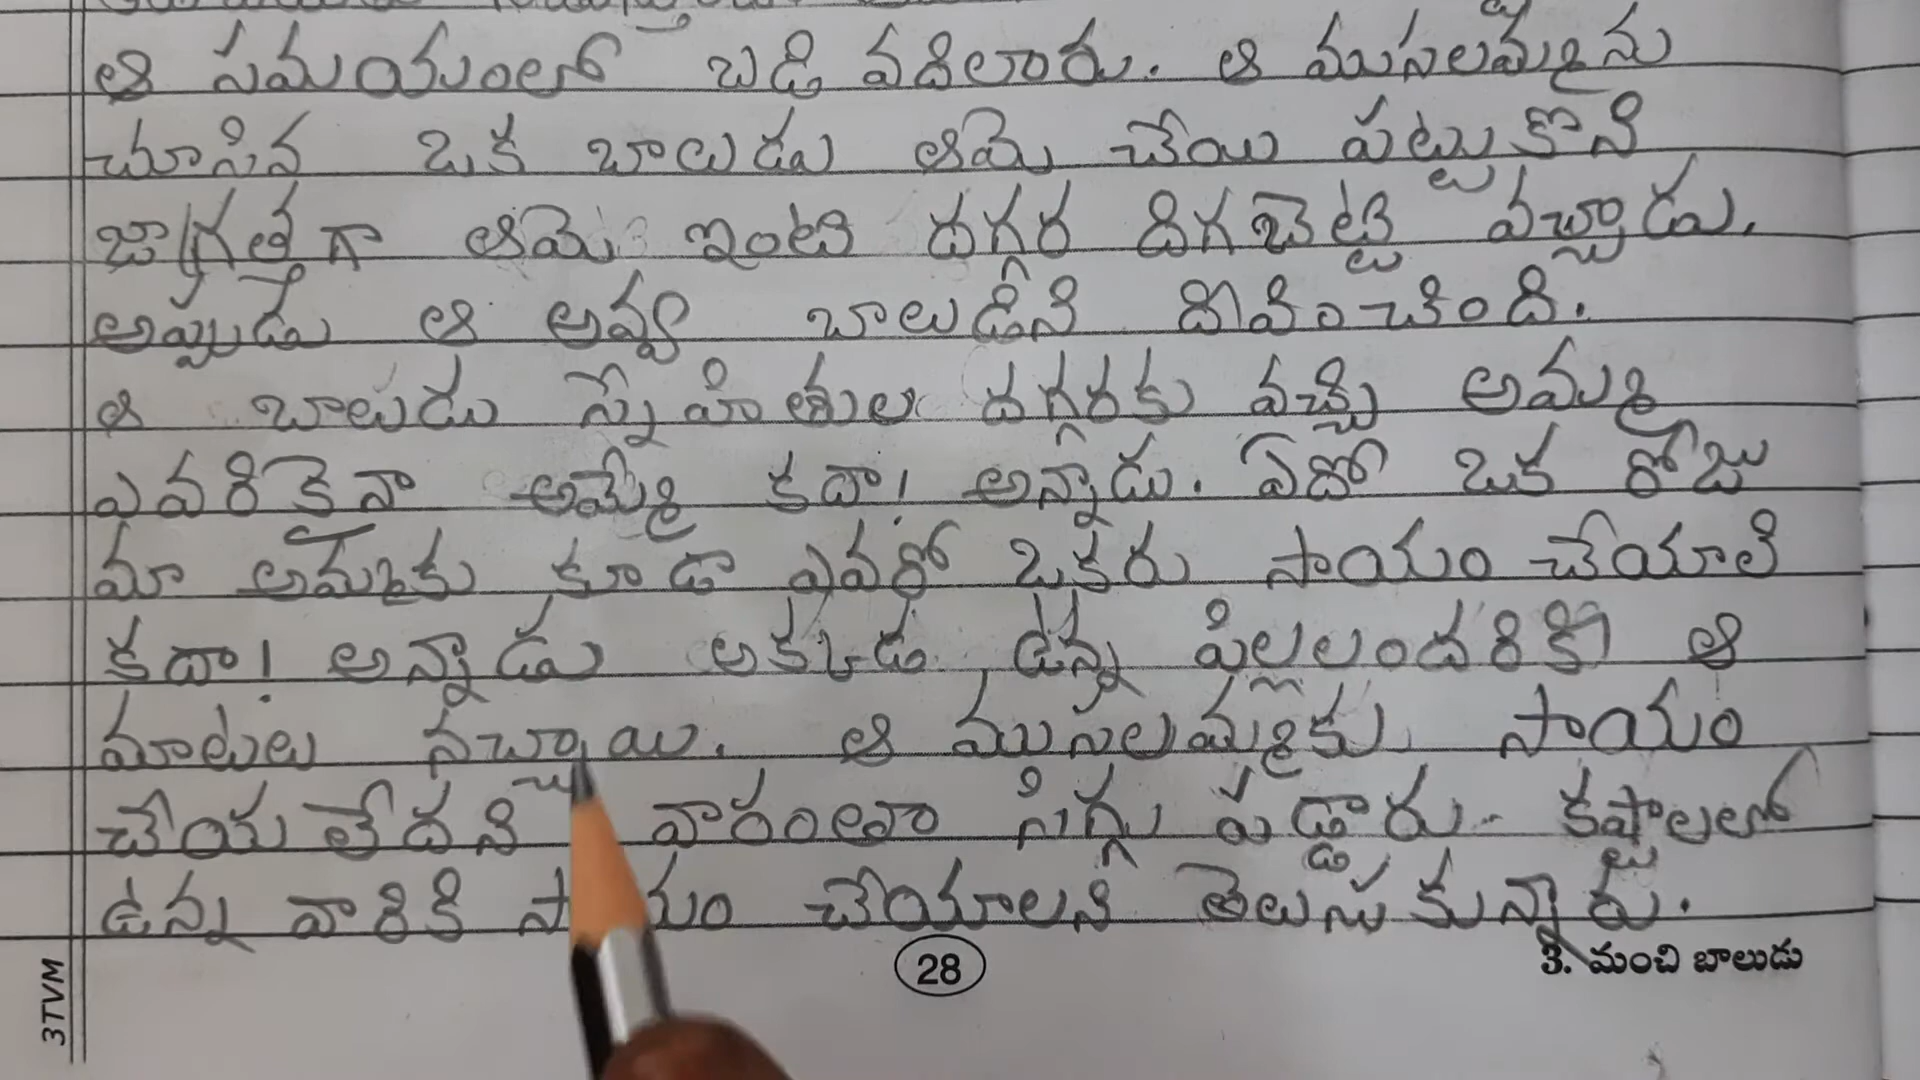 ఆ సమయంలో బడి వదిలారు. ఆ ముసలమ్మను
చూసిన ఒక బాలుడు ఆమె చేయి పట్టుకొని
జాగ్రత్తగా ఆమె ఇంటి దగ్గర దిగబెట్టి వచ్చాడు.
అప్పుడు ఆ అవ్వ బాలుడిని దీవించింది.
ఆ బాలుడు స్నేహితుల దగ్గరకు వచ్చి అమ్మ
ఎవరికైనా అమ్మే కదా! అన్నాడు. ఏదో ఒక రోజు
మా అమ్మకు కూడా ఎవరో ఒకరు సాయం చేయాలి
కదా! అన్నాడు అక్కడ ఉన్న పిల్లలందరికీ ఆ
మాటలు నచ్చాయి. ఆ ముసలమ్మకు సాయం
చేయలేదని వారంతా సిగ్గు పడ్డారు. కష్టాలలో
ఉన్న వారికి సాయం చేయాలని తెలుసుకున్నారు.
3TVM
28
3. మంచి బాలుడు